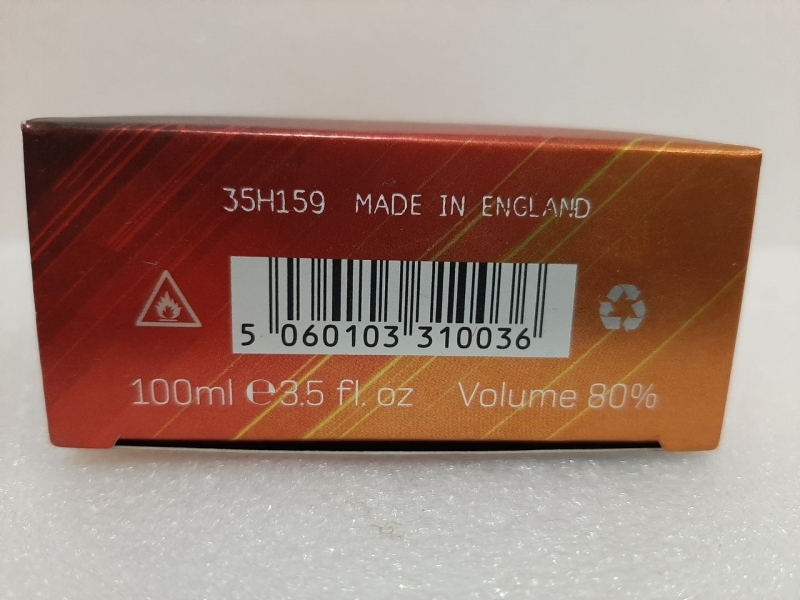 35H159 MADE IN ENGLAND
5 060103 310036
100ml ℮ 3.5 fl. oz Volume 80%